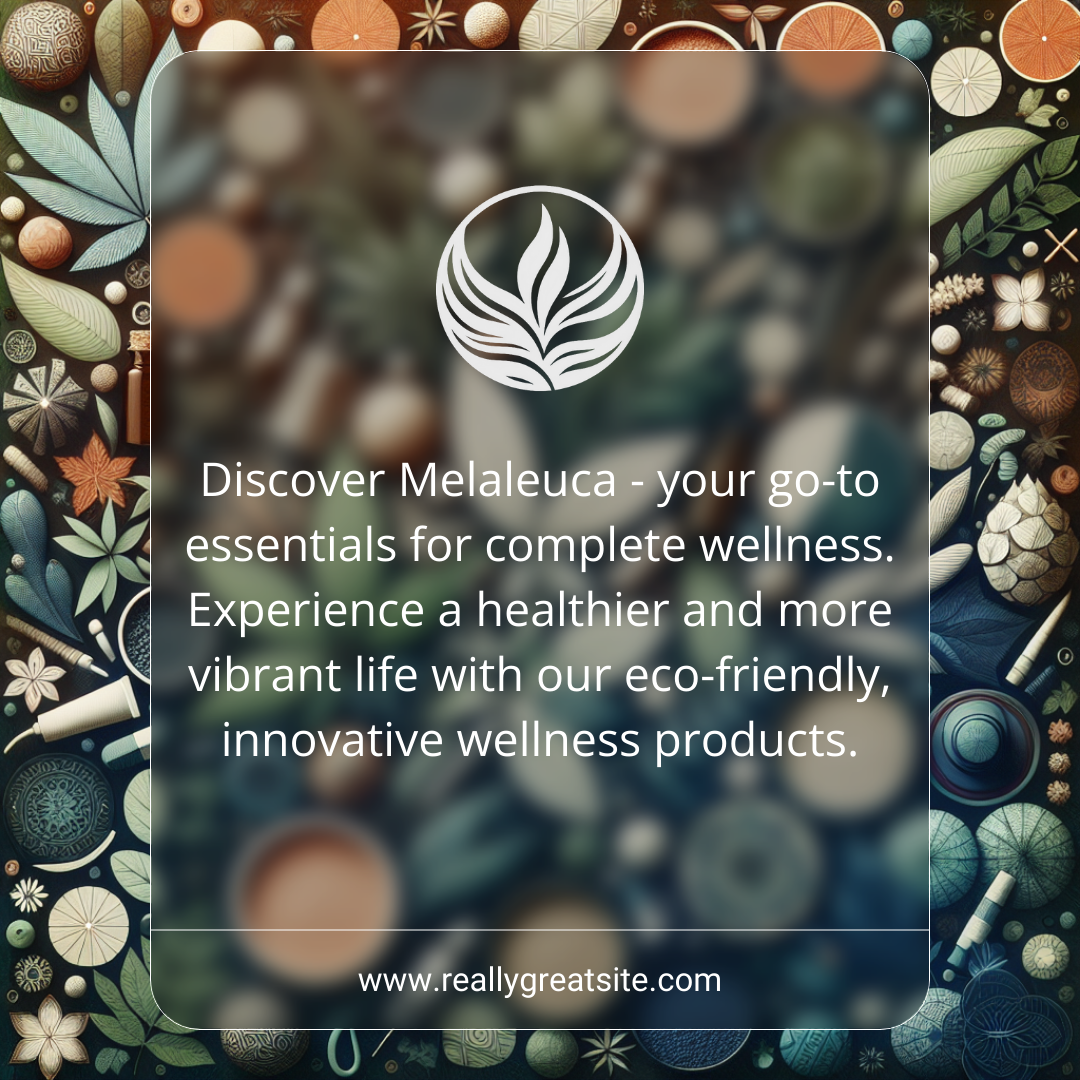 Discover Melaleuca - your go-to
essentials for complete wellness.
Experience a healthier and more
vibrant life with our eco-friendly,
innovative wellness products.
www.reallygreatsite.com